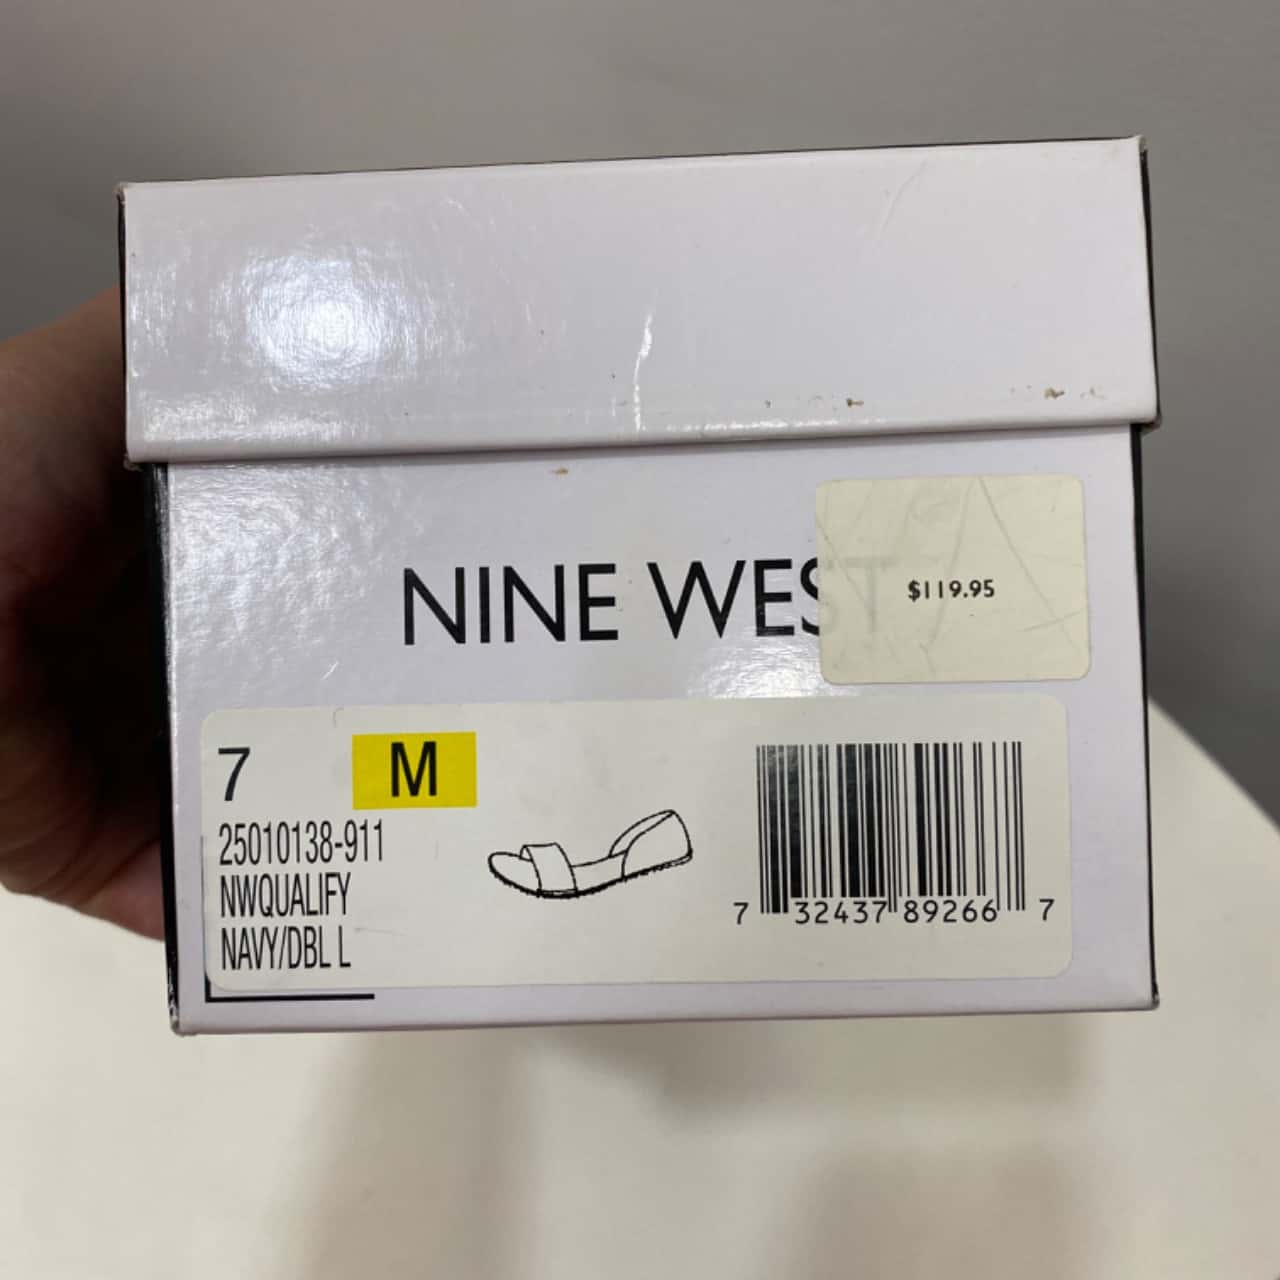 NINE WEST
$119.95
7 M
25010138-911
NWQUALIFY
NAVY/DBL L
7 32437 89266 7